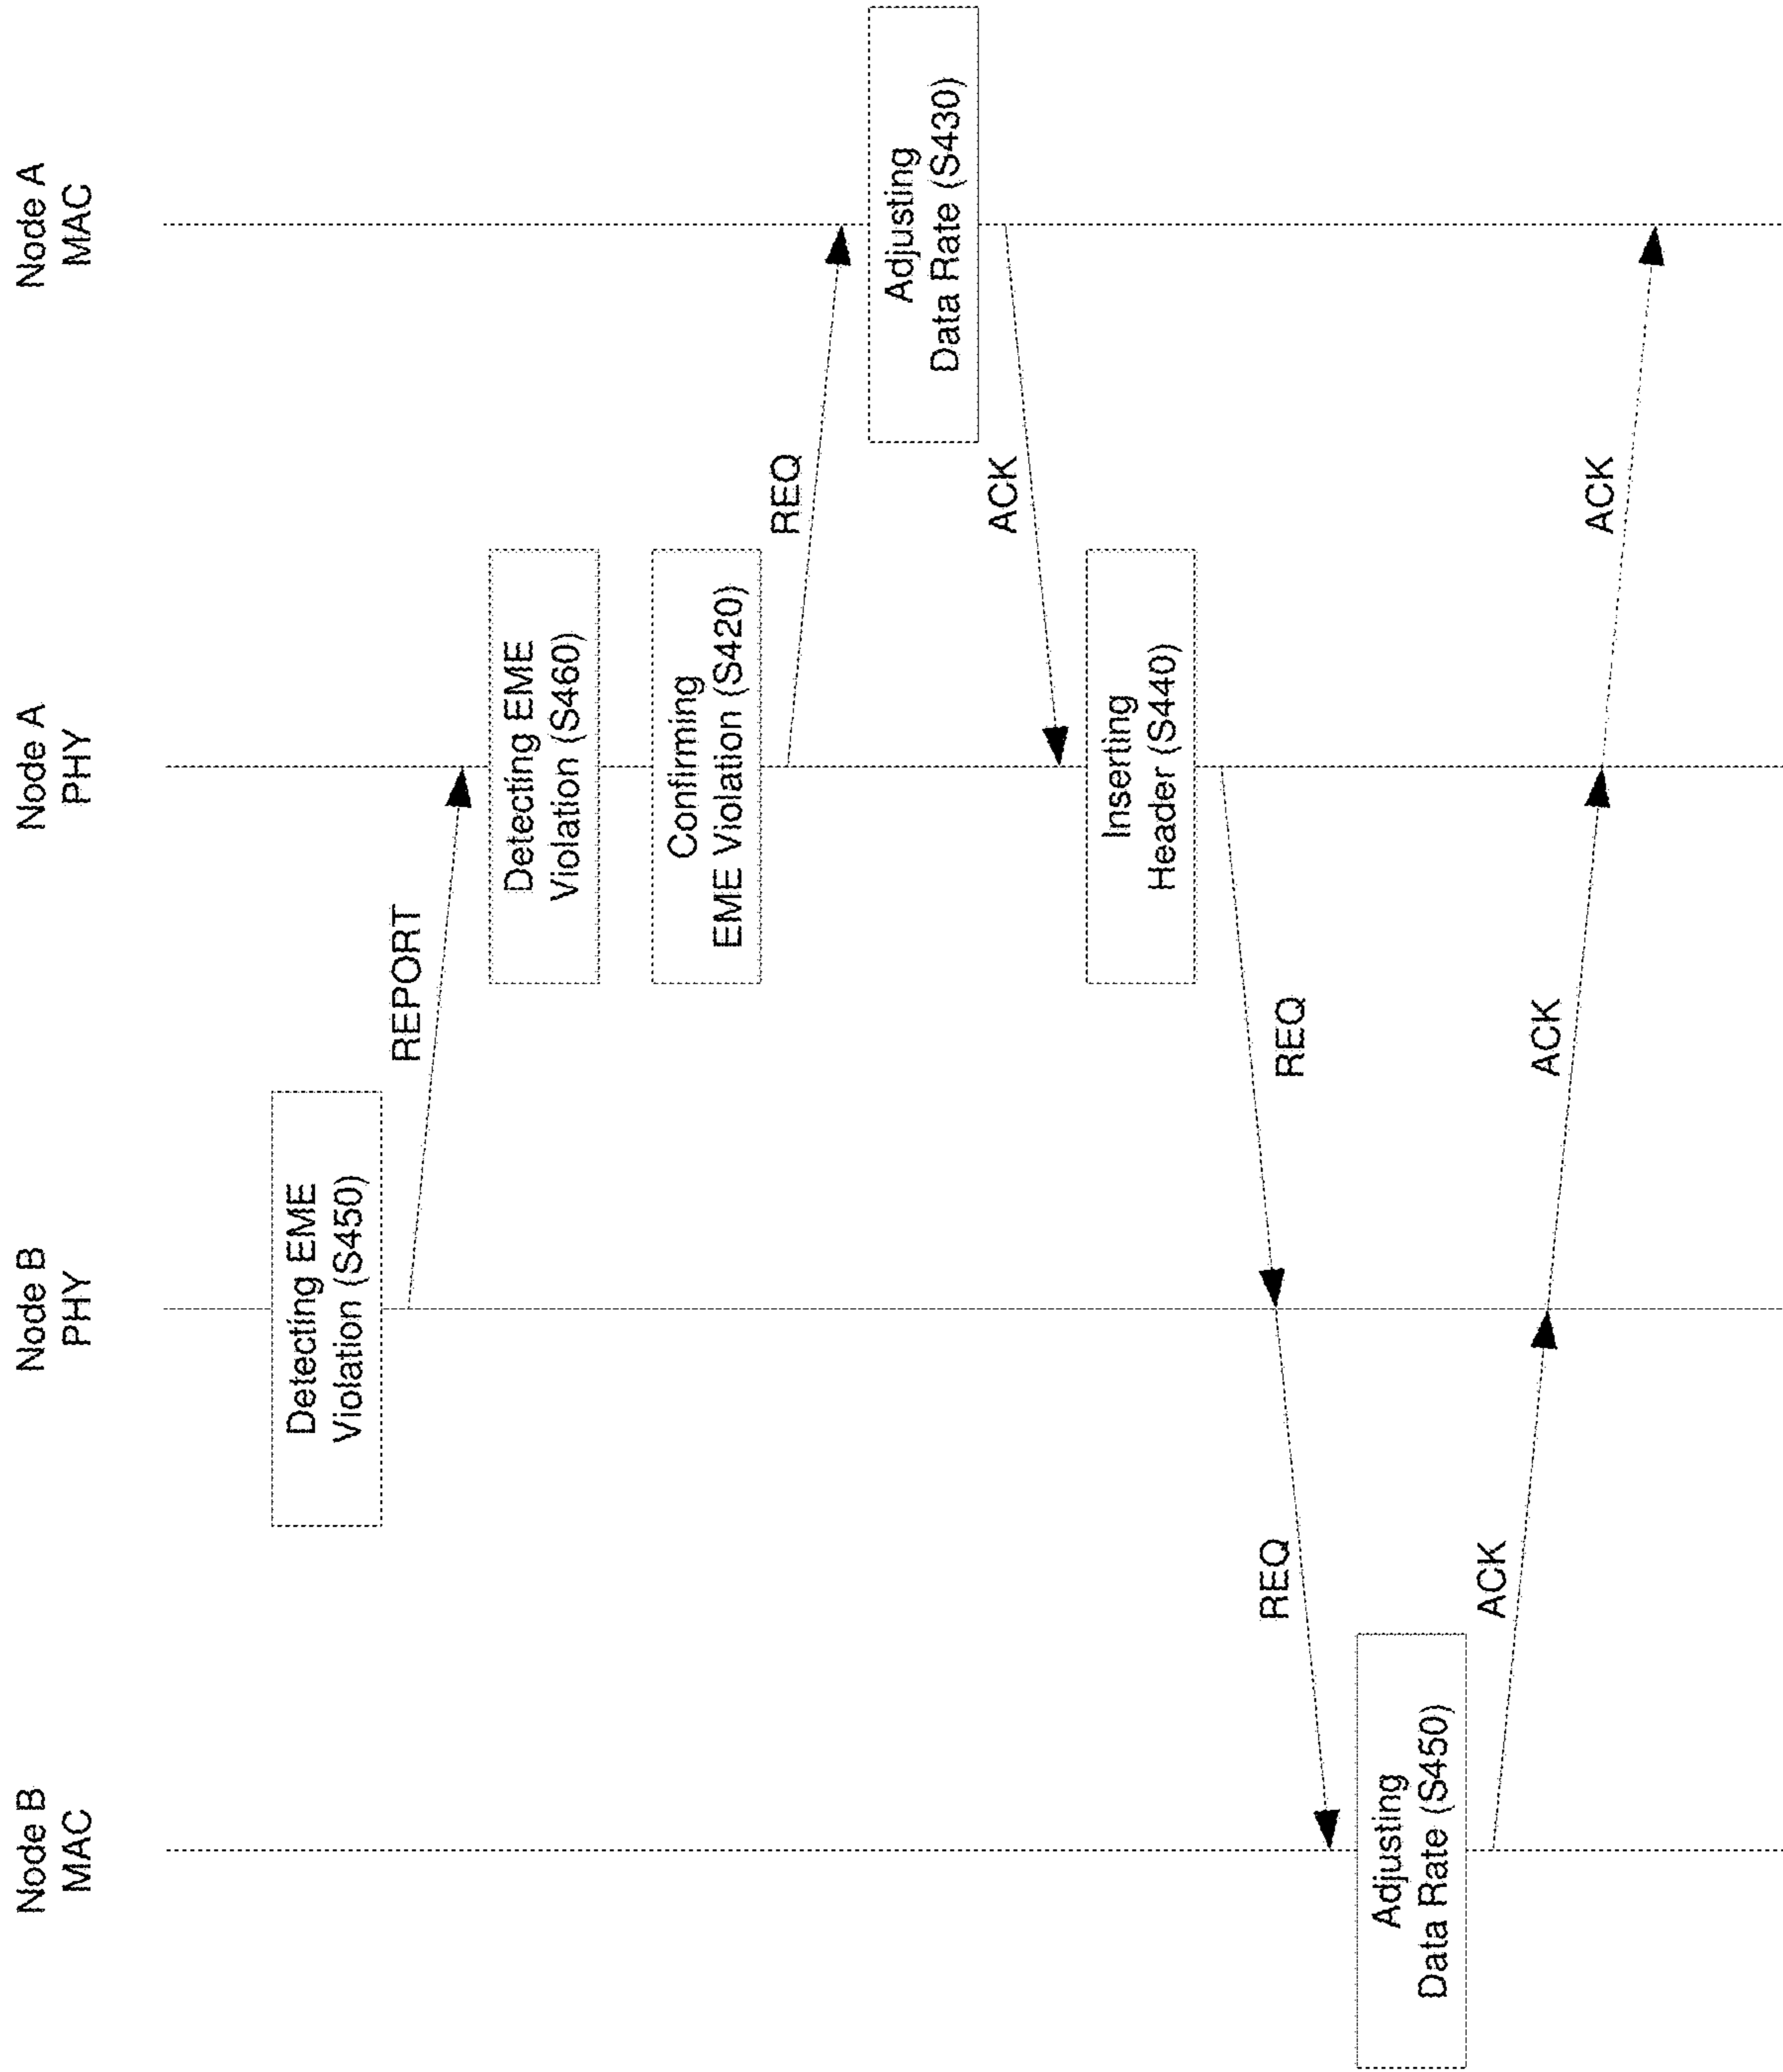 Node B
MAC
Node B
PHY
Node A
PHY
Node A
MAC
Detecting EME
Violation (S450)
REPORT
Detecting EME
Violation (S460)
Confirming
EME Violation (S420)
REQ
Adjusting
Data Rate (S430)
ACK
Inserting
Header (S440)
REQ
REQ
Adjusting
Data Rate (S450)
ACK
ACK
ACK